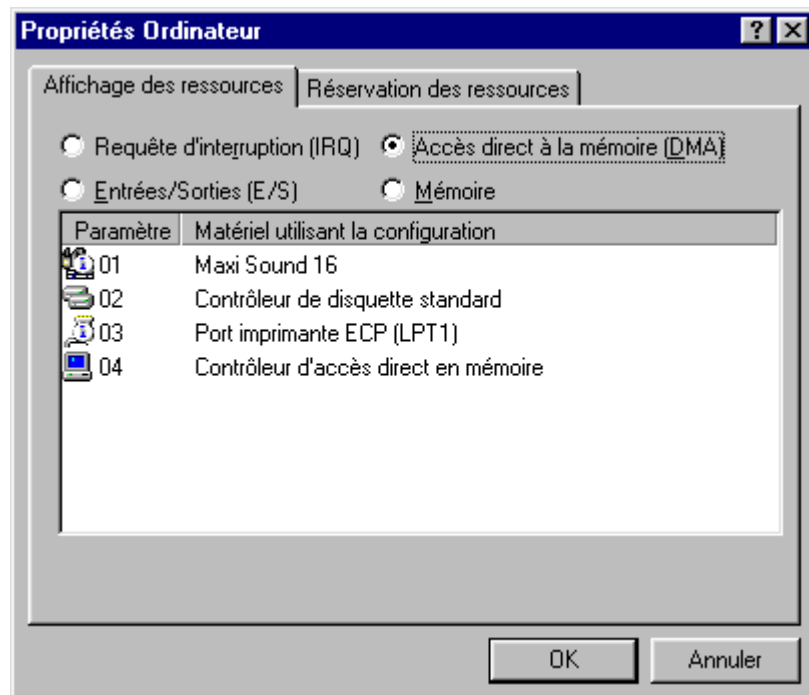 Propriétés Ordinateur
Affichage des ressources Réservation des ressources
Requête d'interruption (IRQ) Accès direct à la mémoire (DMA)
Entrées/Sorties (E/S) Mémoire
Paramètre Matériel utilisant la configuration
01 Maxi Sound 16
02 Contrôleur de disquette standard
03 Port imprimante ECP (LPT1)
04 Contrôleur d'accès direct en mémoire
OK Annuler